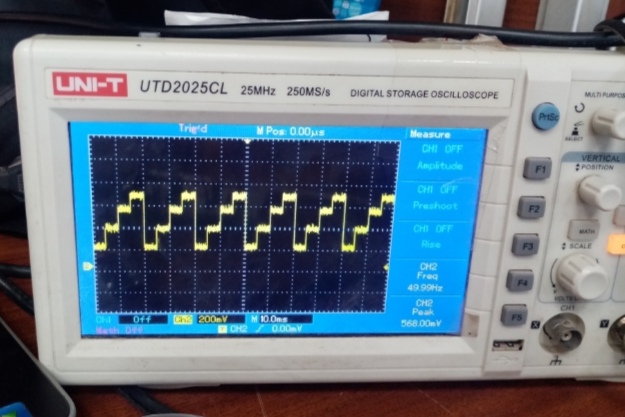 UNI-T UTD2025CL 25MHz 250MS/s DIGITAL STORAGE OSCILLOSCOPE
MULTI PURPOS
PrtSc
SELECT
Trig'd M Pos: 0.00µs Measure
CH1 OFF
Amplitude
CH1 OFF
Preshoot
CH1 OFF
Rise
CH2
Freq
49.99Hz
CH2
Peak
568.00mV
CH1 Off CH2 200mV M 10.0ms
Math Off CH2 0.00mV
F1
F2
F3
F4
F5
VERTICAL
POSITION
MATH
SCALE
VOLTS
CH1
X
Y